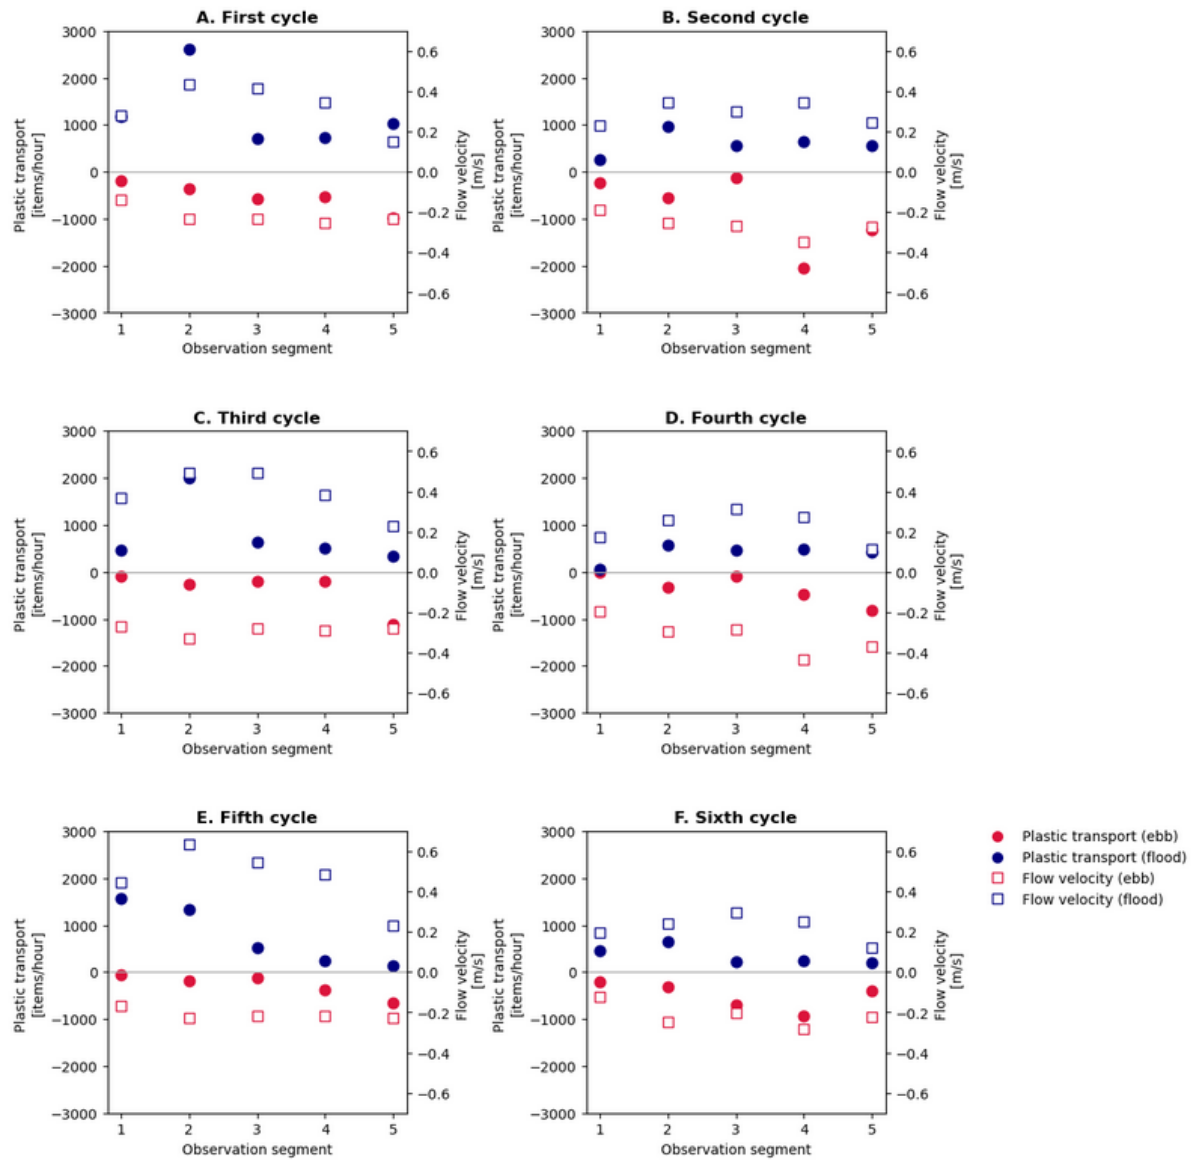 A. First cycle
3000
2000
1000
0
−1000
−2000
−3000
Plastic transport
[items/hour]
0.6
0.4
0.2
0.0
−0.2
−0.4
−0.6
Flow velocity
[m/s]
1 2 3 4 5
Observation segment
B. Second cycle
3000
2000
1000
0
−1000
−2000
−3000
Plastic transport
[items/hour]
0.6
0.4
0.2
0.0
−0.2
−0.4
−0.6
Flow velocity
[m/s]
1 2 3 4 5
Observation segment
C. Third cycle
3000
2000
1000
0
−1000
−2000
−3000
Plastic transport
[items/hour]
0.6
0.4
0.2
0.0
−0.2
−0.4
−0.6
Flow velocity
[m/s]
1 2 3 4 5
Observation segment
D. Fourth cycle
3000
2000
1000
0
−1000
−2000
−3000
Plastic transport
[items/hour]
0.6
0.4
0.2
0.0
−0.2
−0.4
−0.6
Flow velocity
[m/s]
1 2 3 4 5
Observation segment
E. Fifth cycle
3000
2000
1000
0
−1000
−2000
−3000
Plastic transport
[items/hour]
0.6
0.4
0.2
0.0
−0.2
−0.4
−0.6
Flow velocity
[m/s]
1 2 3 4 5
Observation segment
F. Sixth cycle
3000
2000
1000
0
−1000
−2000
−3000
Plastic transport
[items/hour]
0.6
0.4
0.2
0.0
−0.2
−0.4
−0.6
Flow velocity
[m/s]
1 2 3 4 5
Observation segment
Plastic transport (ebb)
Plastic transport (flood)
Flow velocity (ebb)
Flow velocity (flood)